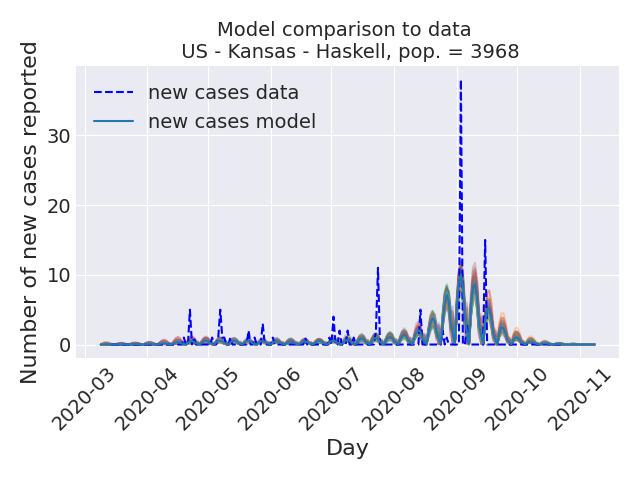 Model comparison to data
US - Kansas - Haskell, pop. = 3968
new cases data
new cases model
Number of new cases reported
30
20
10
0
2020-03
2020-04
2020-05
2020-06
2020-07
2020-08
2020-09
2020-10
2020-11
Day